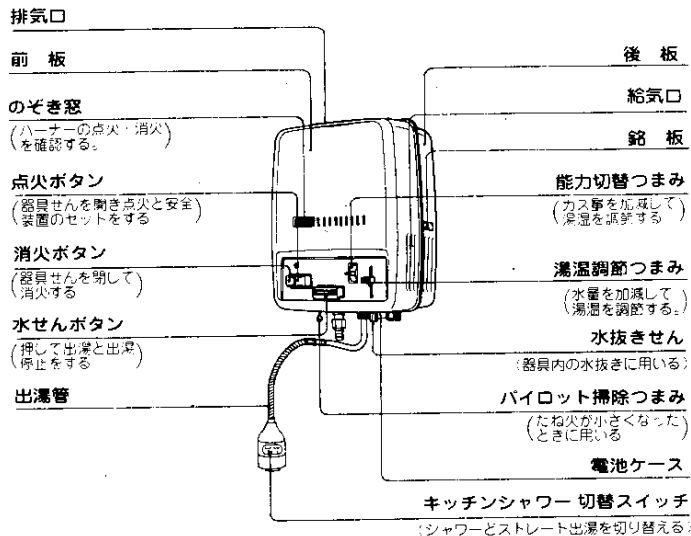 排気口
前 板
のぞき窓
(バーナーの点火・消火
を確認する。)
点火ボタン
(器具せんを開き点火と安全
装置のセットをする)
消火ボタン
(器具せんを閉して
消火する)
水せんボタン
(押して出湯と出湯
停止をする)
出湯管
後 板
給気口
銘 板
能力切替つまみ
(ガス量を加減して
湯温を調節する)
湯温調節つまみ
(水量を加減して
湯温を調節する。)
水抜きせん
(器具内の水抜きに用いる)
パイロット掃除つまみ
(たね火が小さくなった
ときに用いる)
電池ケース
キッチンシャワー切替スイッチ
(シャワーとストレート出湯を切り替える)